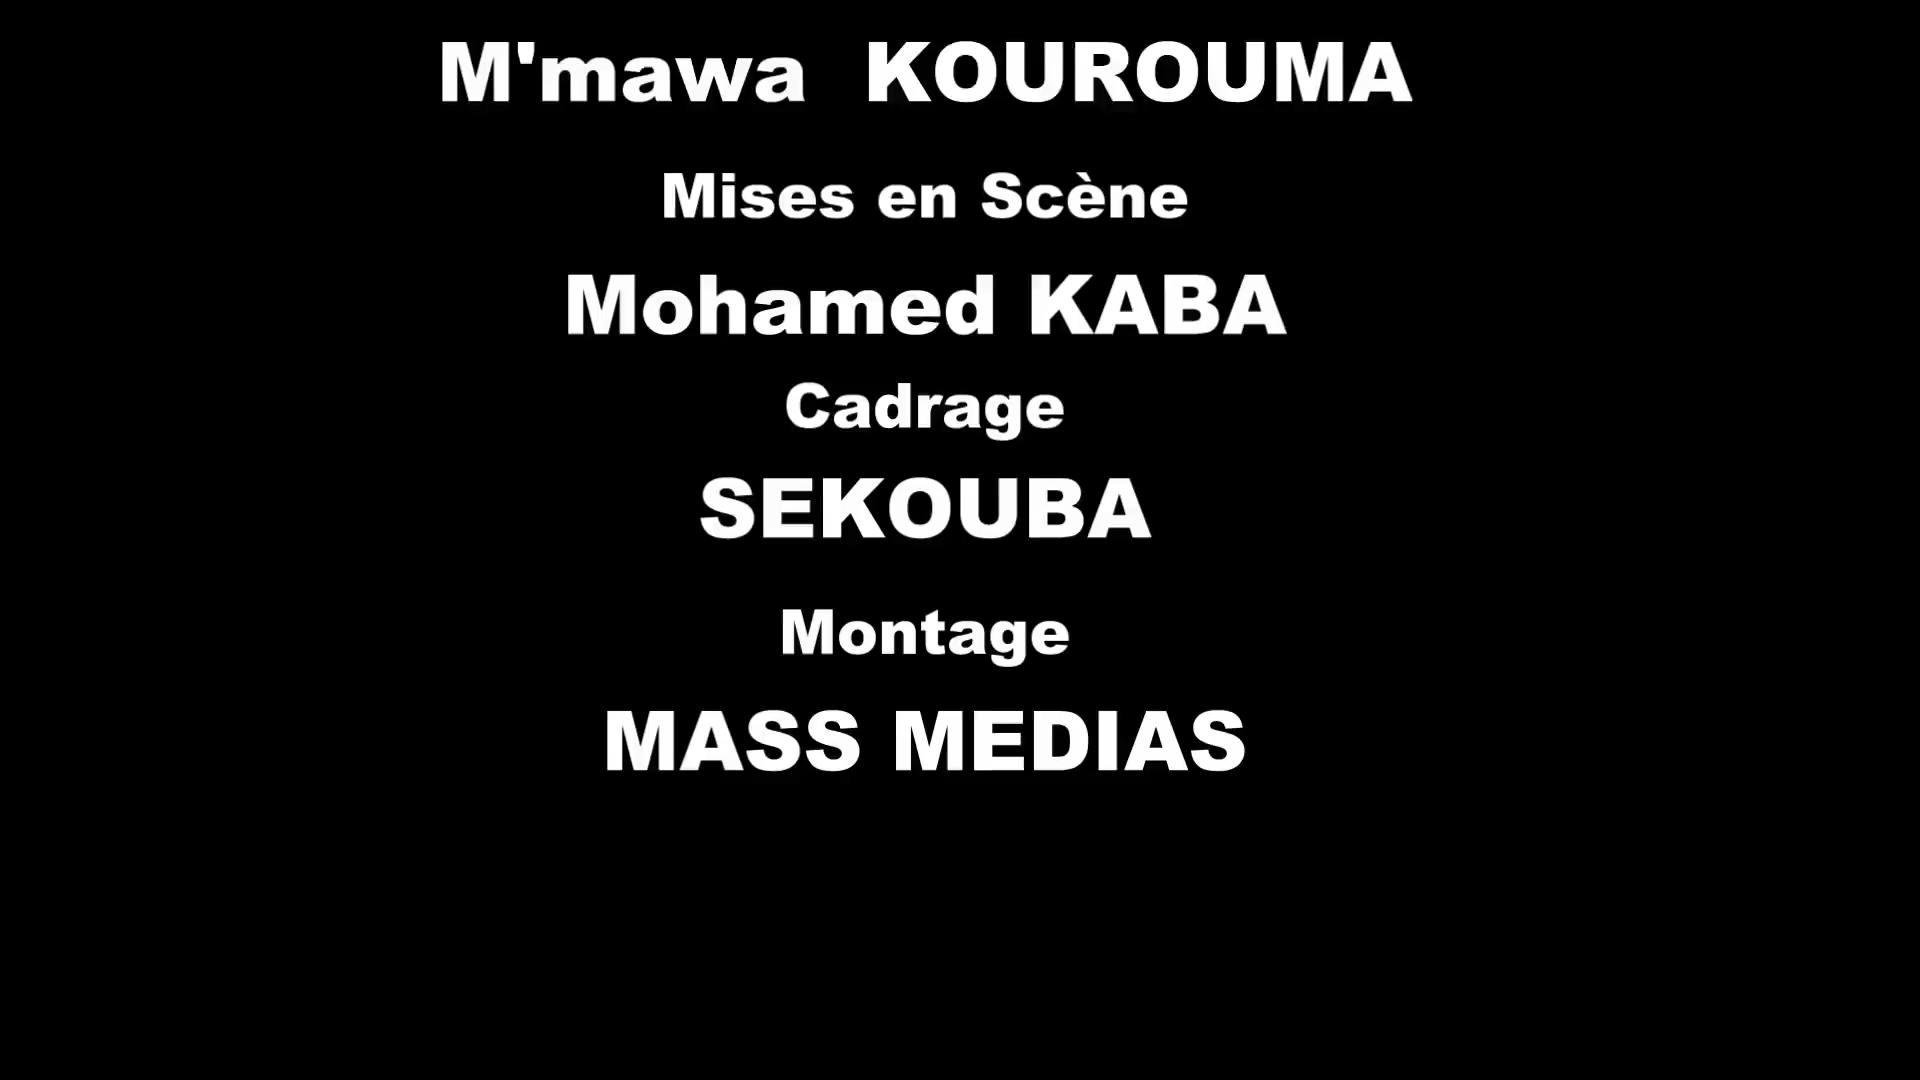 M'mawa KOUROUMA
Mises en Scène
Mohamed KABA
Cadrage
SEKOUBA
Montage
MASS MEDIAS